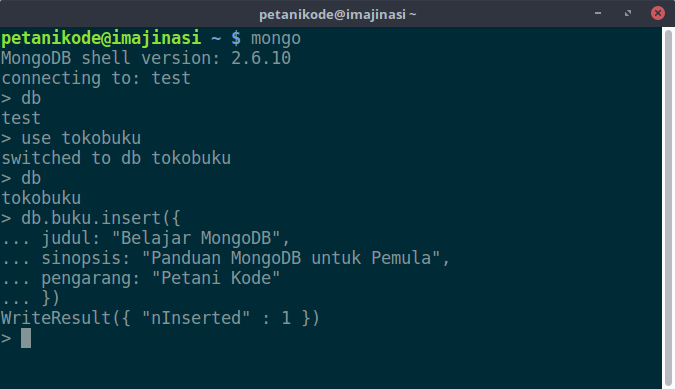 petanikode@imajinasi ~
petanikode@imajinasi ~ $ mongo
MongoDB shell version: 2.6.10
connecting to: test
> db
test
> use tokobuku
switched to db tokobuku
> db
tokobuku
> db.buku.insert({
... judul: "Belajar MongoDB",
... sinopsis: "Panduan MongoDB untuk Pemula",
... pengarang: "Petani Kode"
... })
WriteResult({ "nInserted" : 1 })
>